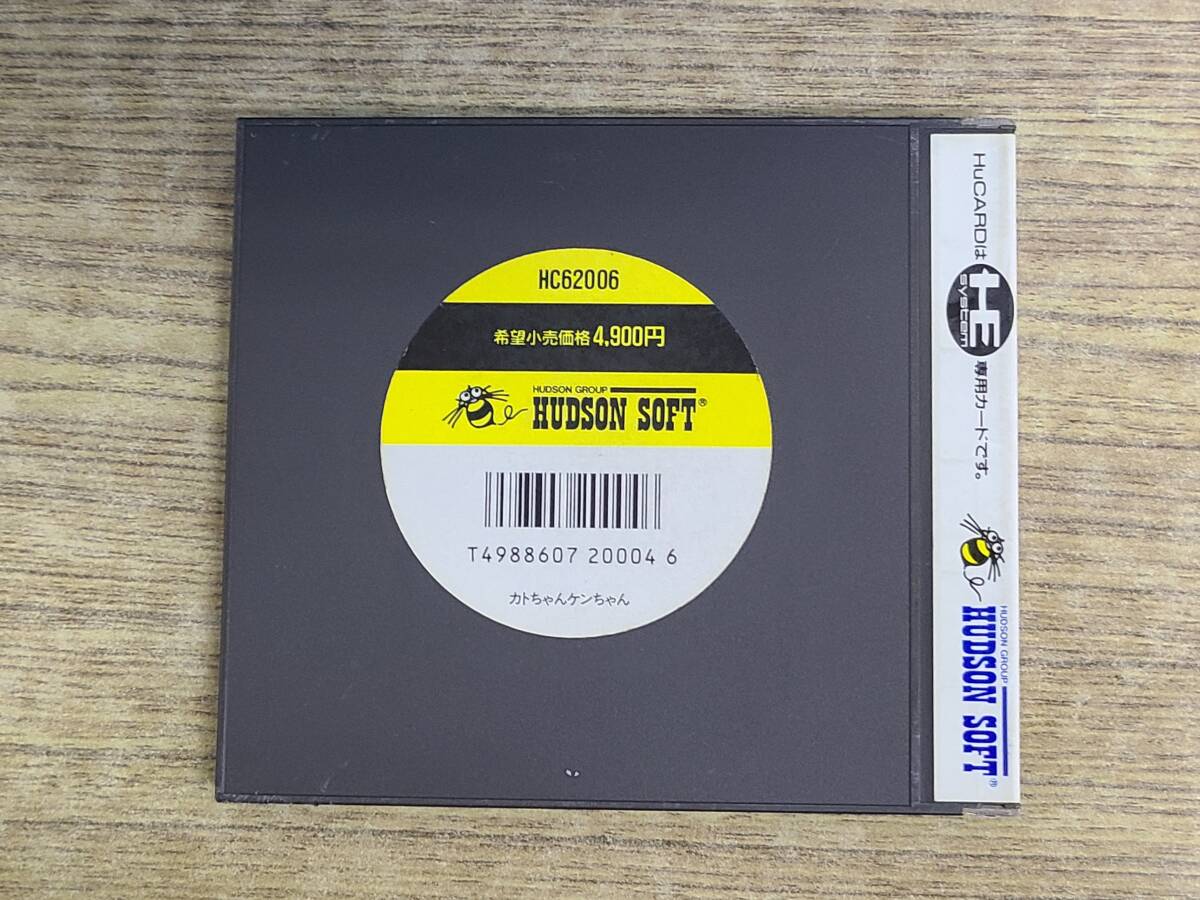 HC62006
希望小売価格4,900円
HUDSON GROUP
HUDSON SOFT®
T4988607 20004 6
カトちゃんケンちゃん
HuCARDは
HE
system
専用カードです。
HUDSON GROUP
HUDSON SOFT®